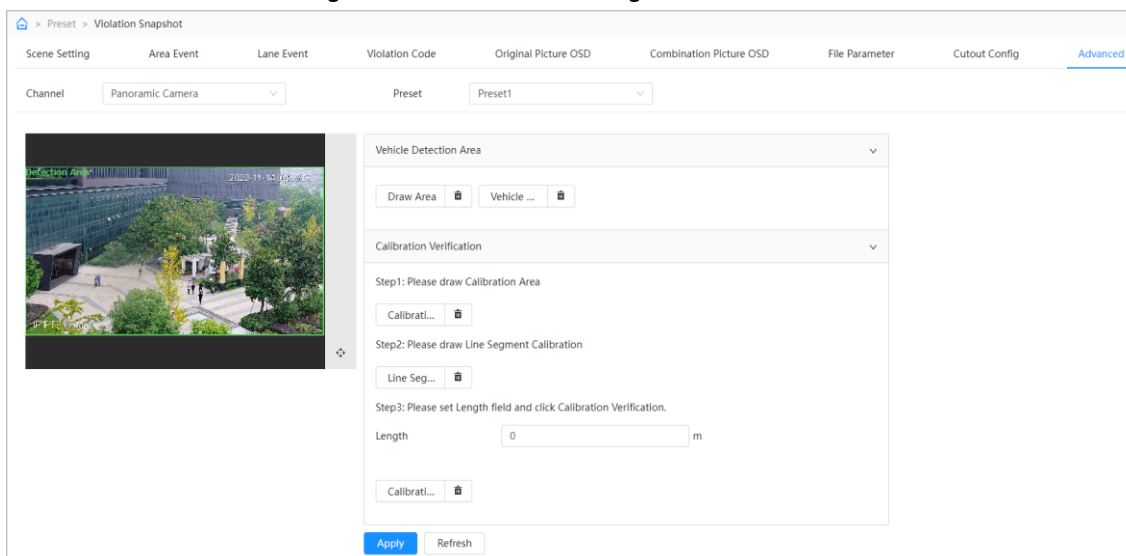 > Preset > Violation Snapshot
Scene Setting Area Event Lane Event Violation Code Original Picture OSD Combination Picture OSD File Parameter Cutout Config Advanced
Channel Panoramic Camera Preset Preset1
Vehicle Detection Area
Detection Area
Draw Area Vehicle ...
Calibration Verification
Step1: Please draw Calibration Area
Calibrati...
Step2: Please draw Line Segment Calibration
Line Seg...
Step3: Please set Length field and click Calibration Verification.
Length 0 m
Calibrati...
Apply Refresh